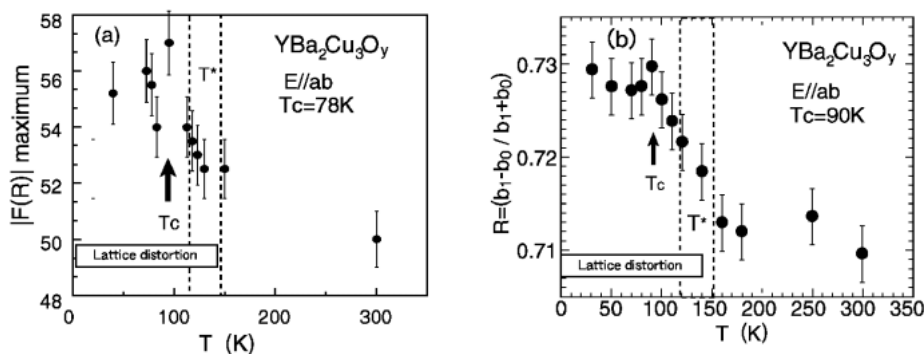 (a)
YBa2Cu3Oy
E//ab
Tc=78K
T*
Tc
Lattice distortion
|F(R)| maximum
58
56
54
52
50
48
0
100
200
300
T (K)
(b)
YBa2Cu3Oy
E//ab
Tc=90K
Tc
T*
Lattice distortion
R=(b1-b0 / b1+b0)
0.73
0.72
0.71
0 50 100 150 200 250 300 350
T (K)